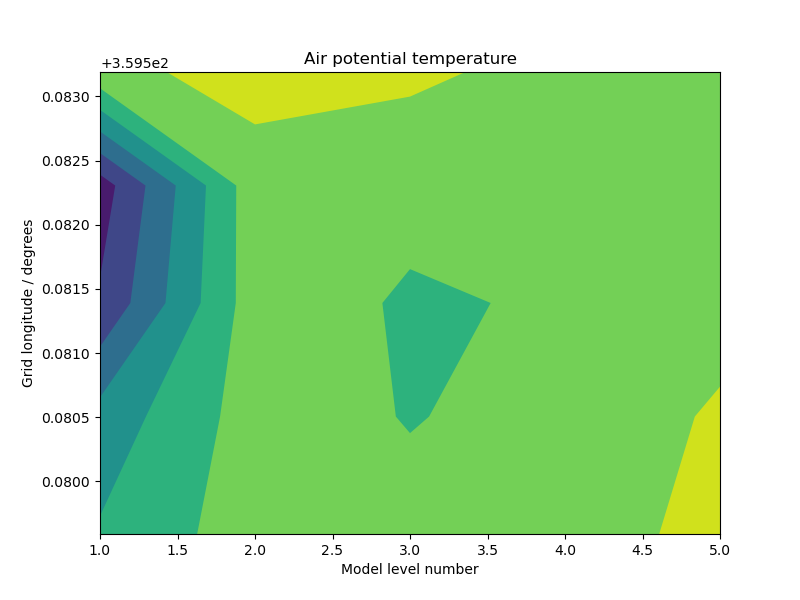 Air potential temperature
+3.595e2
0.0830
0.0825
0.0820
0.0815
0.0810
0.0805
0.0800
Grid longitude / degrees
1.0 1.5 2.0 2.5 3.0 3.5 4.0 4.5 5.0
Model level number